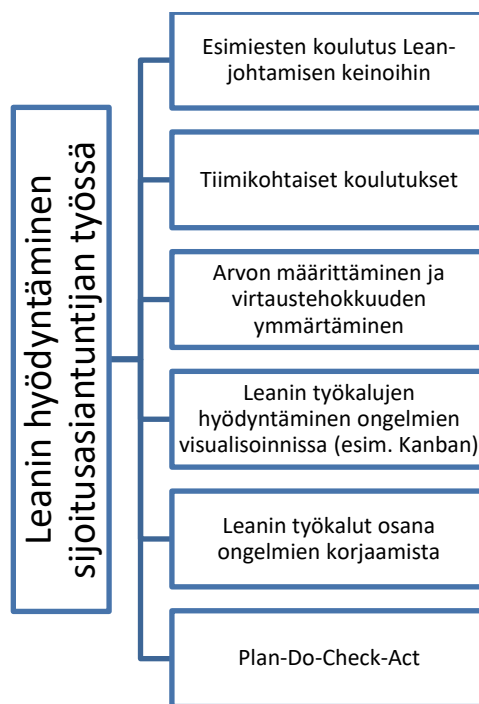 Leanin hyödyntäminen
sijoitusasiantuntijan työssä
Esimiesten koulutus Lean-
johtamisen keinoihin
Tiimikohtaiset koulutukset
Arvon määrittäminen ja
virtaustehokkuuden
ymmärtäminen
Leanin työkalujen
hyödyntäminen ongelmien
visualisoinnissa (esim. Kanban)
Leanin työkalut osana
ongelmien korjaamista
Plan-Do-Check-Act